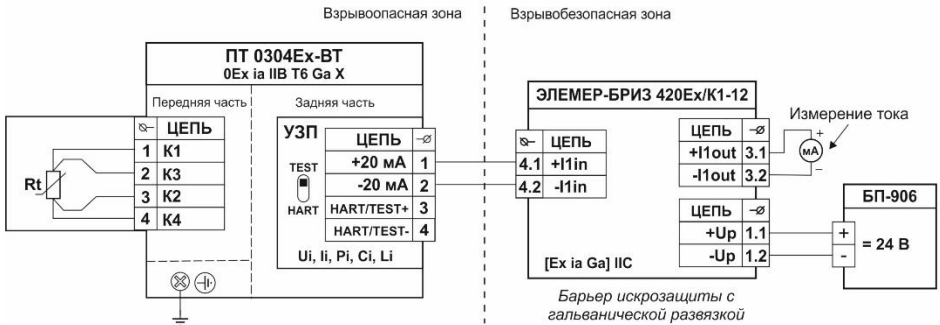 Взрывоопасная зона
Взрывобезопасная зона
ПТ 0304Ex-ВТ
0Ex ia IIB T6 Ga X
Передняя часть
Задняя часть
ЦЕПЬ
1 К1
2 К3
3 К2
4 К4
Rt
УЗП
TEST
HART
ЦЕПЬ
+20 мА 1
-20 мА 2
HART/TEST+ 3
HART/TEST- 4
Ui, Ii, Pi, Ci, Li
ЭЛЕМЕР-БРИЗ 420Ex/К1-12
ЦЕПЬ
4.1 +I1in
4.2 -I1in
ЦЕПЬ
+I1out 3.1
-I1out 3.2
ЦЕПЬ
+Up 1.1
-Up 1.2
[Ex ia Ga] IIC
Измерение тока
+
мА
–
БП-906
+
-
= 24 В
Барьер искрозащиты с
гальванической развязкой